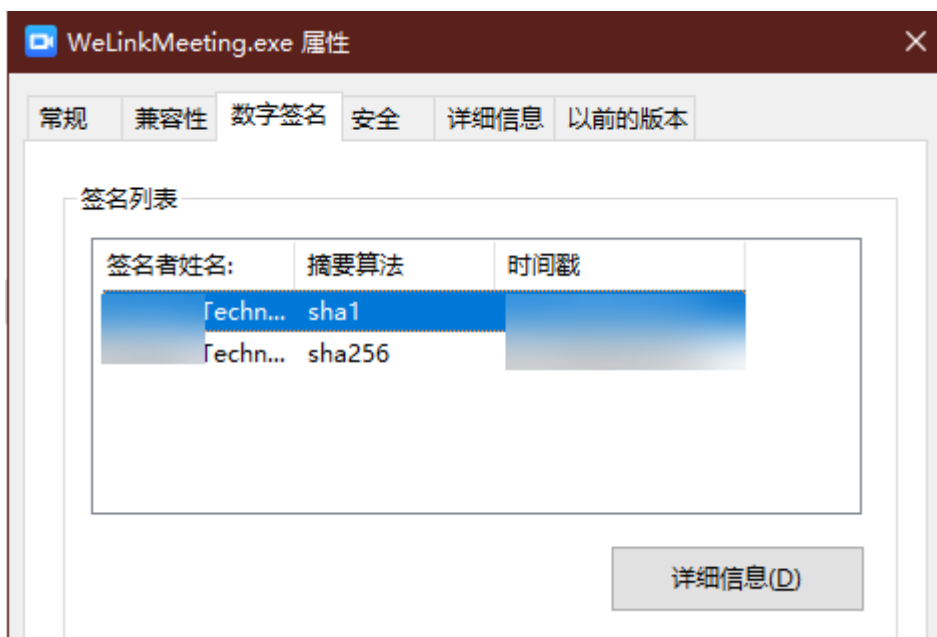 WeLinkMeeting.exe 属性
常规 兼容性 数字签名 安全 详细信息 以前的版本
签名列表
签名者姓名: 摘要算法 时间戳
Techn... sha1
Techn... sha256
详细信息(D)